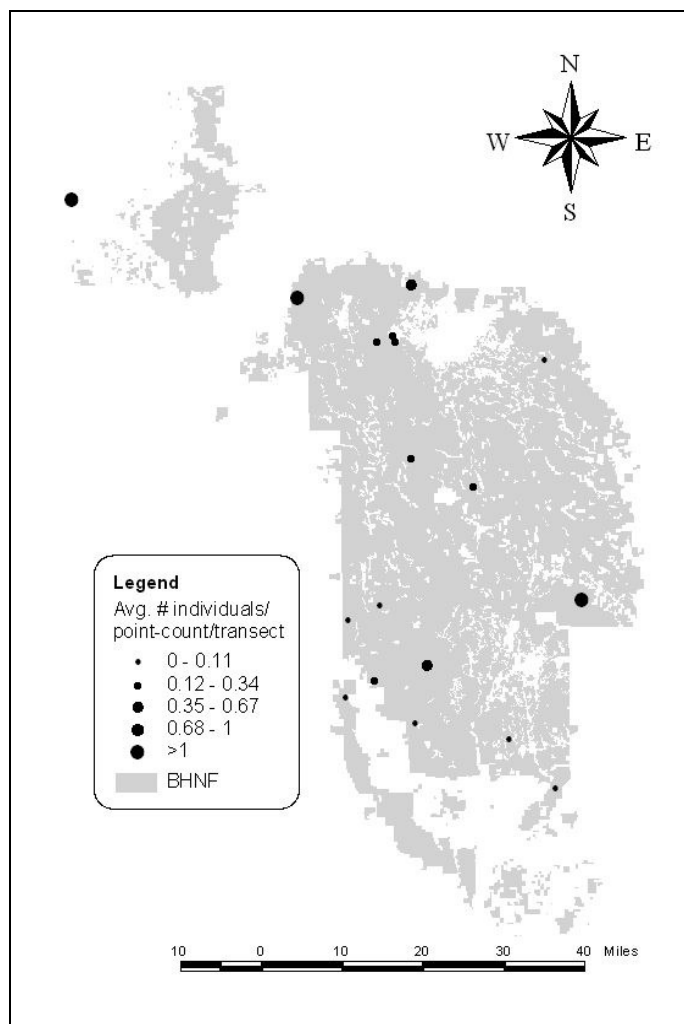 N
W E
S
Legend
Avg. # individuals/
point-count/transect
0 - 0.11
0.12 - 0.34
0.35 - 0.67
0.68 - 1
>1
BHNF
10 0 10 20 30 40 Miles